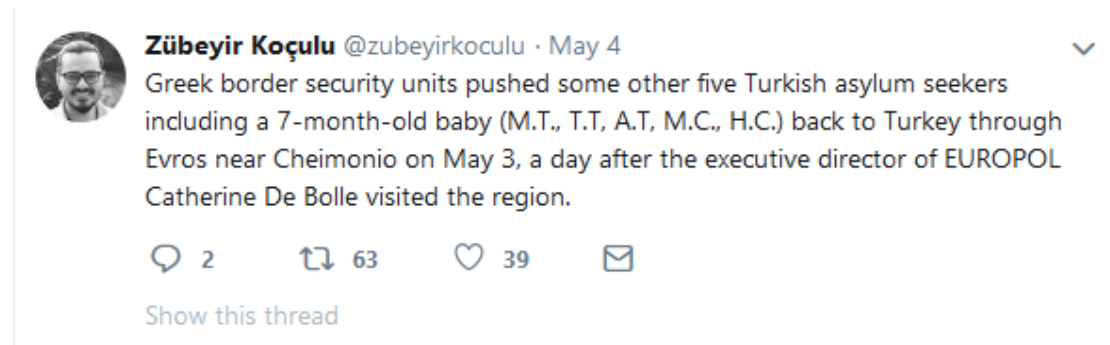 Zübeyir Koçulu @zubeyirkoculu · May 4
Greek border security units pushed some other five Turkish asylum seekers
including a 7-month-old baby (M.T., T.T, A.T, M.C., H.C.) back to Turkey through
Evros near Cheimonio on May 3, a day after the executive director of EUROPOL
Catherine De Bolle visited the region.
2 63 39
Show this thread